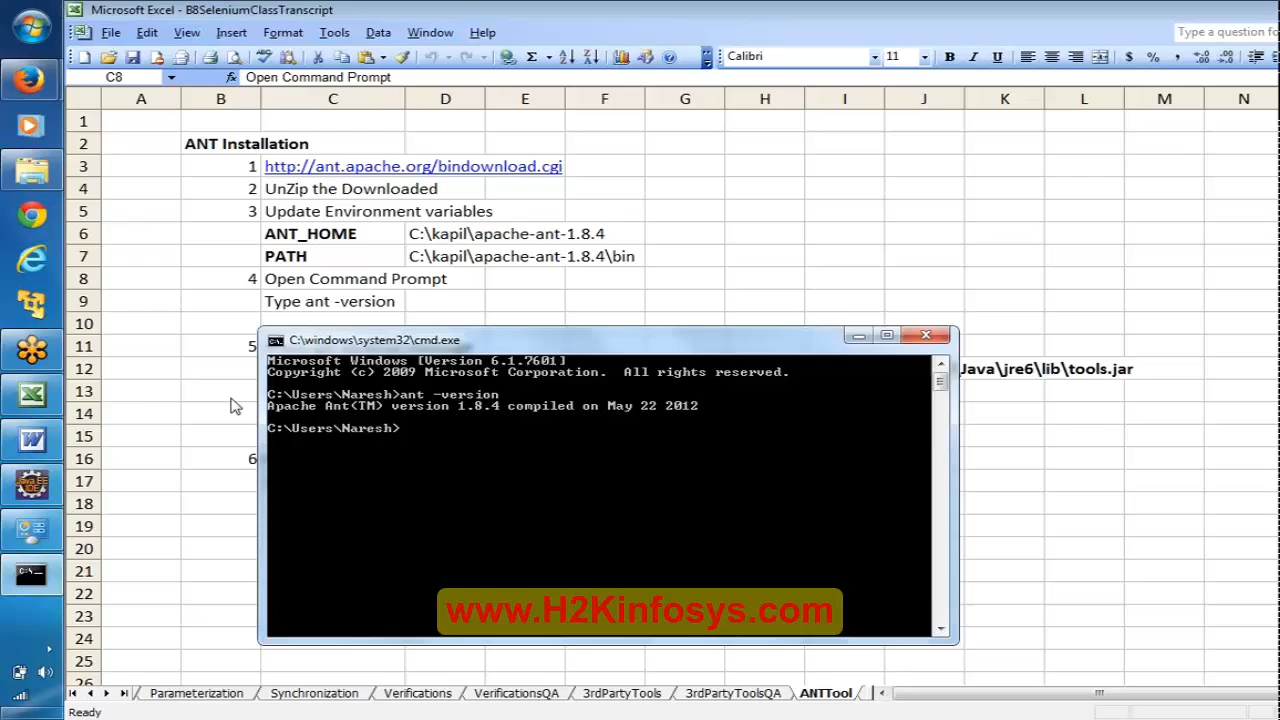 Microsoft Excel - B8SeleniumClassTranscript
File Edit View Insert Format Tools Data Window Help Type a question fo
Calibri 11 B I U $ % ,
C8 fx Open Command Prompt
A B C D E F G H I J K L M N
1
2 ANT Installation
3 1 http://ant.apache.org/bindownload.cgi
4 2 UnZip the Downloaded
5 3 Update Environment variables
6 ANT_HOME C:\kapil\apache-ant-1.8.4
7 PATH C:\kapil\apache-ant-1.8.4\bin
8 4 Open Command Prompt
9 Type ant -version
10
11 5
12 Java\jre6\lib\tools.jar
13
14
15
16 6
17
18
19
20
21
22
23
24
25
26
C:\windows\system32\cmd.exe
Microsoft Windows [Version 6.1.7601]
Copyright (c) 2009 Microsoft Corporation. All rights reserved.
C:\Users\Naresh>ant -version
Apache Ant(TM) version 1.8.4 compiled on May 22 2012
C:\Users\Naresh>
www.H2Kinfosys.com
Parameterization Synchronization Verifications VerificationsQA 3rdPartyTools 3rdPartyToolsQA ANTTool
Ready